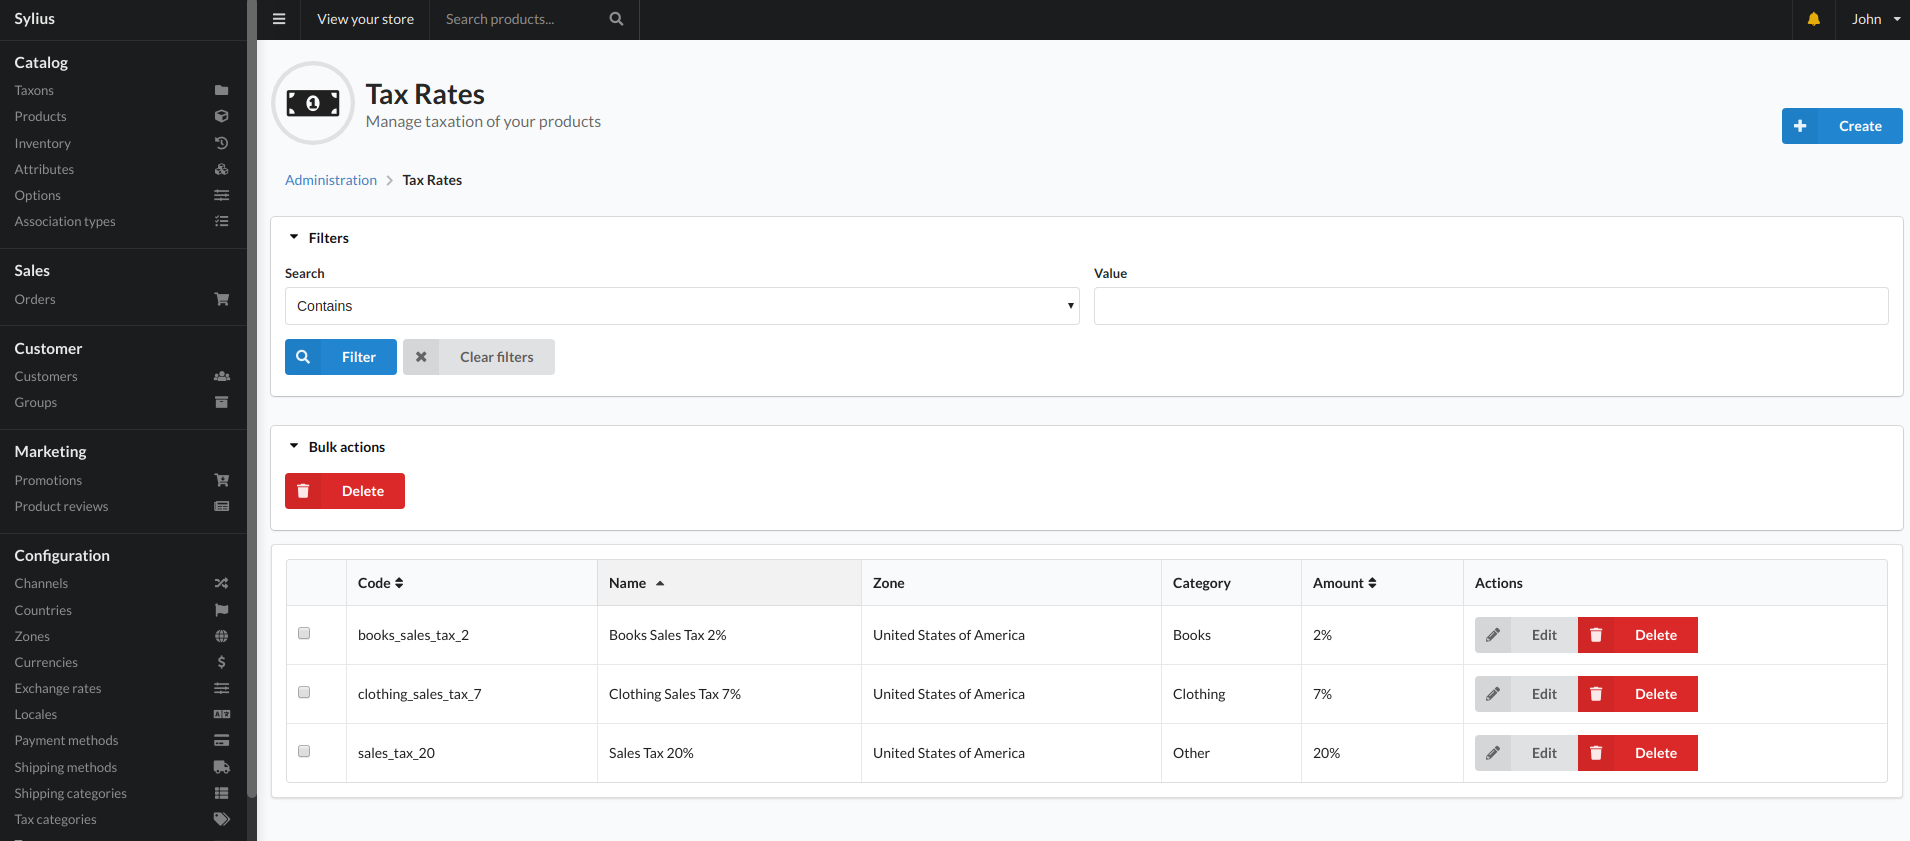 Sylius
View your store
Search products...
John
Catalog
Taxons
Products
Inventory
Attributes
Options
Association types
Sales
Orders
Customer
Customers
Groups
Marketing
Promotions
Product reviews
Configuration
Channels
Countries
Zones
Currencies
Exchange rates
Locales
Payment methods
Shipping methods
Shipping categories
Tax categories
Tax Rates
Manage taxation of your products
Create
Administration > Tax Rates
Filters
Search Value
Contains
Filter Clear filters
Bulk actions
Delete
Code Name Zone Category Amount Actions
books_sales_tax_2 Books Sales Tax 2% United States of America Books 2% Edit Delete
clothing_sales_tax_7 Clothing Sales Tax 7% United States of America Clothing 7% Edit Delete
sales_tax_20 Sales Tax 20% United States of America Other 20% Edit Delete